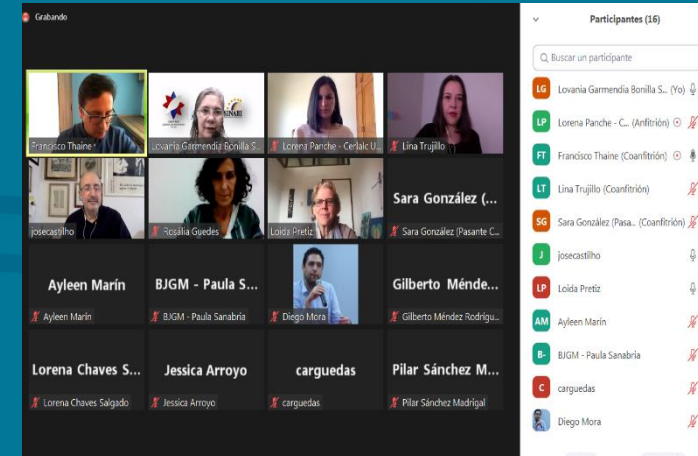 Grabando
Francisco Thaine
Lovania Garmendia Bonilla S...
Lorena Panche - Cerlalc U...
Lina Trujillo
josecastilho
Rosália Guedes
Loida Pretiz
Sara González (...
Sara González (Pasante C...
Ayleen Marín
Ayleen Marín
BJGM - Paula S...
BJGM - Paula Sanabria
Diego Mora
Gilberto Ménde...
Gilberto Méndez Rodrígu...
Lorena Chaves S...
Lorena Chaves Salgado
Jessica Arroyo
Jessica Arroyo
carguedas
carguedas
Pilar Sánchez M...
Pilar Sánchez Madrigal
Participantes (16)
Buscar un participante
LG Lovania Garmendia Bonilla S... (Yo)
LP Lorena Panche - C... (Anfitrión)
FT Francisco Thaine (Coanfitrión)
LT Lina Trujillo (Coanfitrión)
SG Sara González (Pasa... (Coanfitrión)
J josecastilho
LP Loida Pretiz
AM Ayleen Marín
B- BJGM - Paula Sanabria
C carguedas
Diego Mora